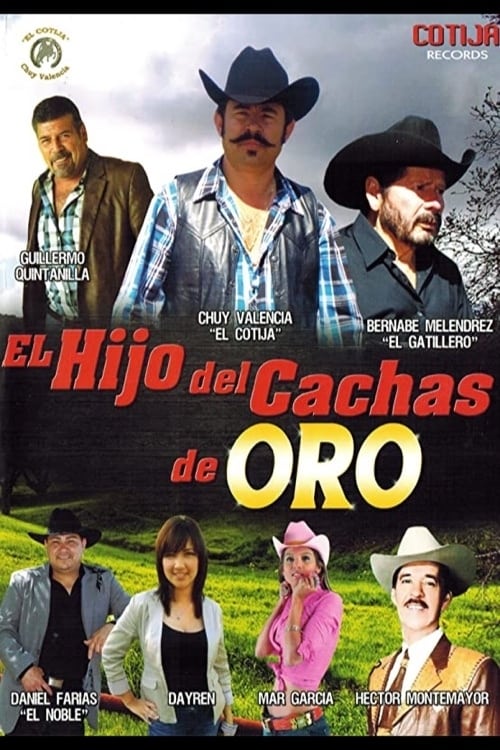 "EL COTIJA"
Chuy Valencia
COTIJA
RECORDS
GUILLERMO
QUINTANILLA
CHUY VALENCIA
"EL COTIJA"
BERNABE MELENDREZ
"EL GATILLERO"
EL Hijo del Cachas
de ORO
DANIEL FARIAS
"EL NOBLE"
DAYREN
MAR GARCIA
HECTOR MONTEMAYOR